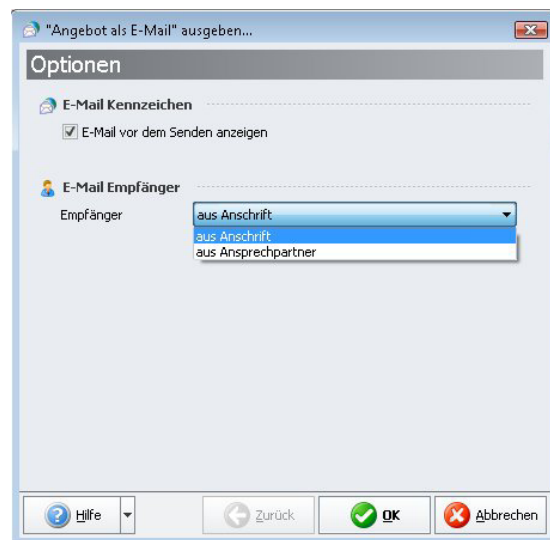 "Angebot als E-Mail" ausgeben...
Optionen
E-Mail Kennzeichen
E-Mail vor dem Senden anzeigen
E-Mail Empfänger
Empfänger aus Anschrift
aus Anschrift
aus Ansprechpartner
Hilfe Zurück OK Abbrechen